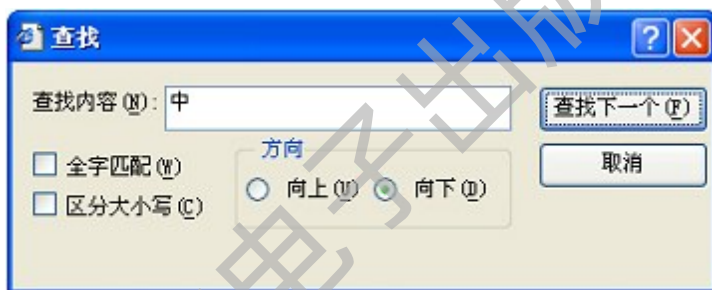 查找
查找内容(N): 中
查找下一个(F)
全字匹配(W)
方向
取消
区分大小写(C)
向上(U) 向下(D)
电子出版